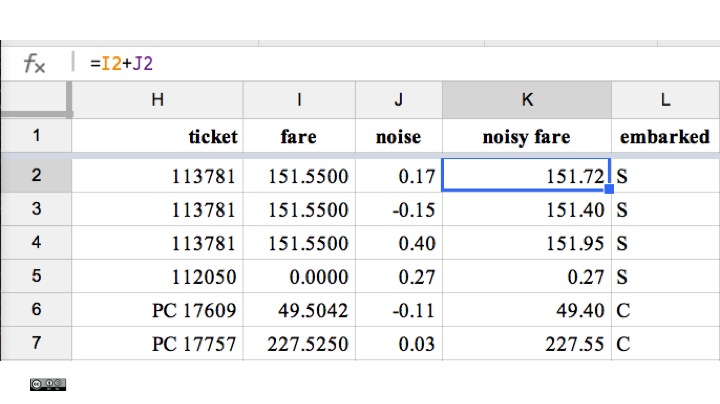 fx =I2+J2
H I J K L
1 ticket fare noise noisy fare embarked
2 113781 151.5500 0.17 151.72 S
3 113781 151.5500 -0.15 151.40 S
4 113781 151.5500 0.40 151.95 S
5 112050 0.0000 0.27 0.27 S
6 PC 17609 49.5042 -0.11 49.40 C
7 PC 17757 227.5250 0.03 227.55 C